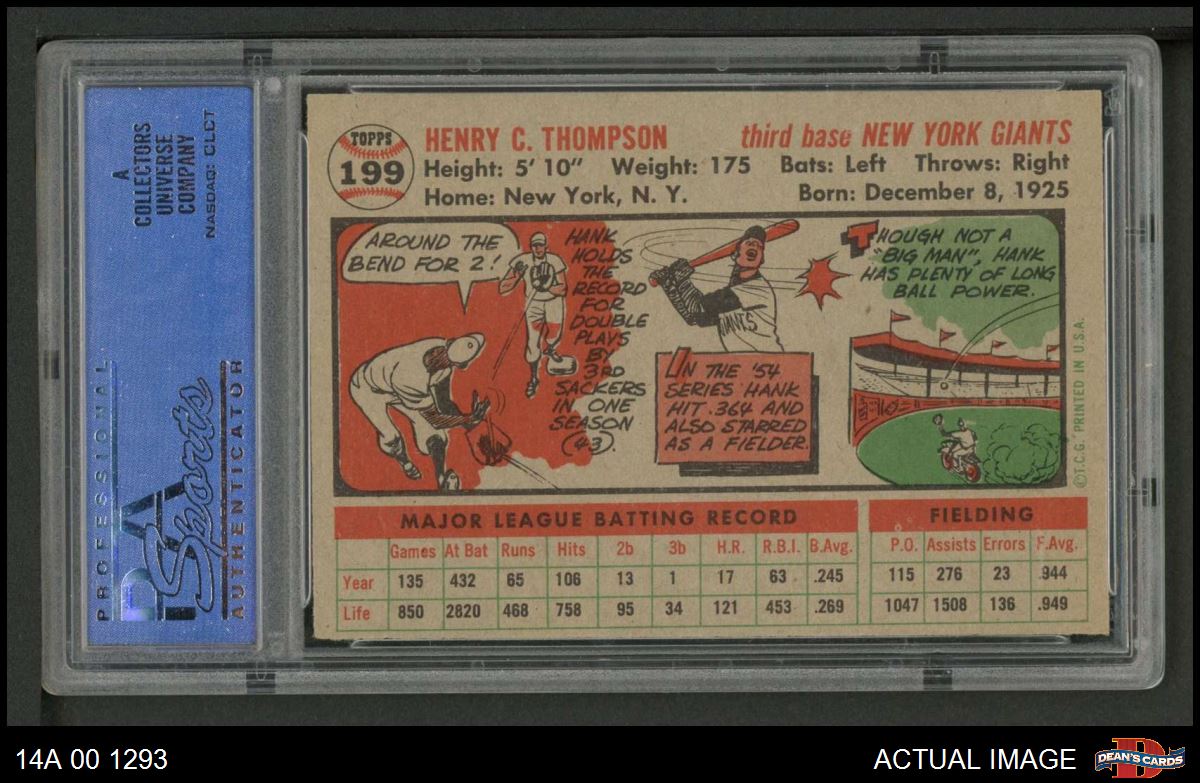 A
COLLECTORS
UNIVERSE
COMPANY
NASDAQ: CLCT
PROFESSIONAL
PSA
Sports
AUTHENTICATOR
TOPPS
199
HENRY C. THOMPSON third base NEW YORK GIANTS
Height: 5' 10" Weight: 175 Bats: Left Throws: Right
Home: New York, N. Y. Born: December 8, 1925
AROUND THE
BEND FOR 2!
HANK
HOLDS
THE
RECORD
FOR
DOUBLE
PLAYS
BY
3RD
SACKERS
IN ONE
SEASON
(43).
GIANTS
IN THE '54
SERIES HANK
HIT .364 AND
ALSO STARRED
AS A FIELDER.
THOUGH NOT A
"BIG MAN", HANK
HAS PLENTY OF LONG
BALL POWER.
©T.C.G. PRINTED IN U.S.A.
MAJOR LEAGUE BATTING RECORD FIELDING
Games At Bat Runs Hits 2b 3b H.R. R.B.I. B.Avg. P.O. Assists Errors F.Avg.
Year 135 432 65 106 13 1 17 63 .245 115 276 23 .944
Life 850 2820 468 758 95 34 121 453 .269 1047 1508 136 .949
14A 00 1293 ACTUAL IMAGE DEAN'S CARDS